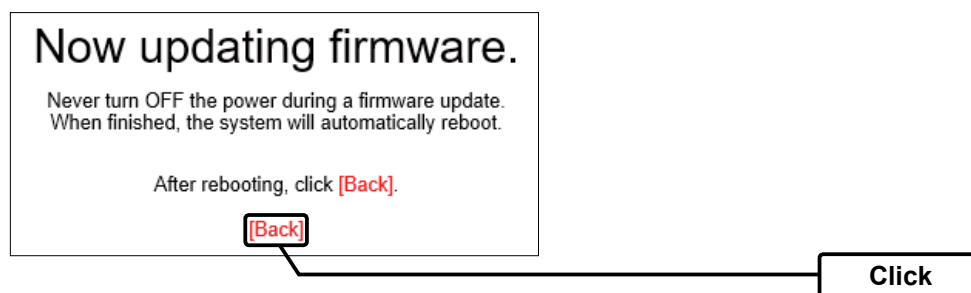 Now updating firmware.
Never turn OFF the power during a firmware update.
When finished, the system will automatically reboot.
After rebooting, click [Back].
[Back]
Click